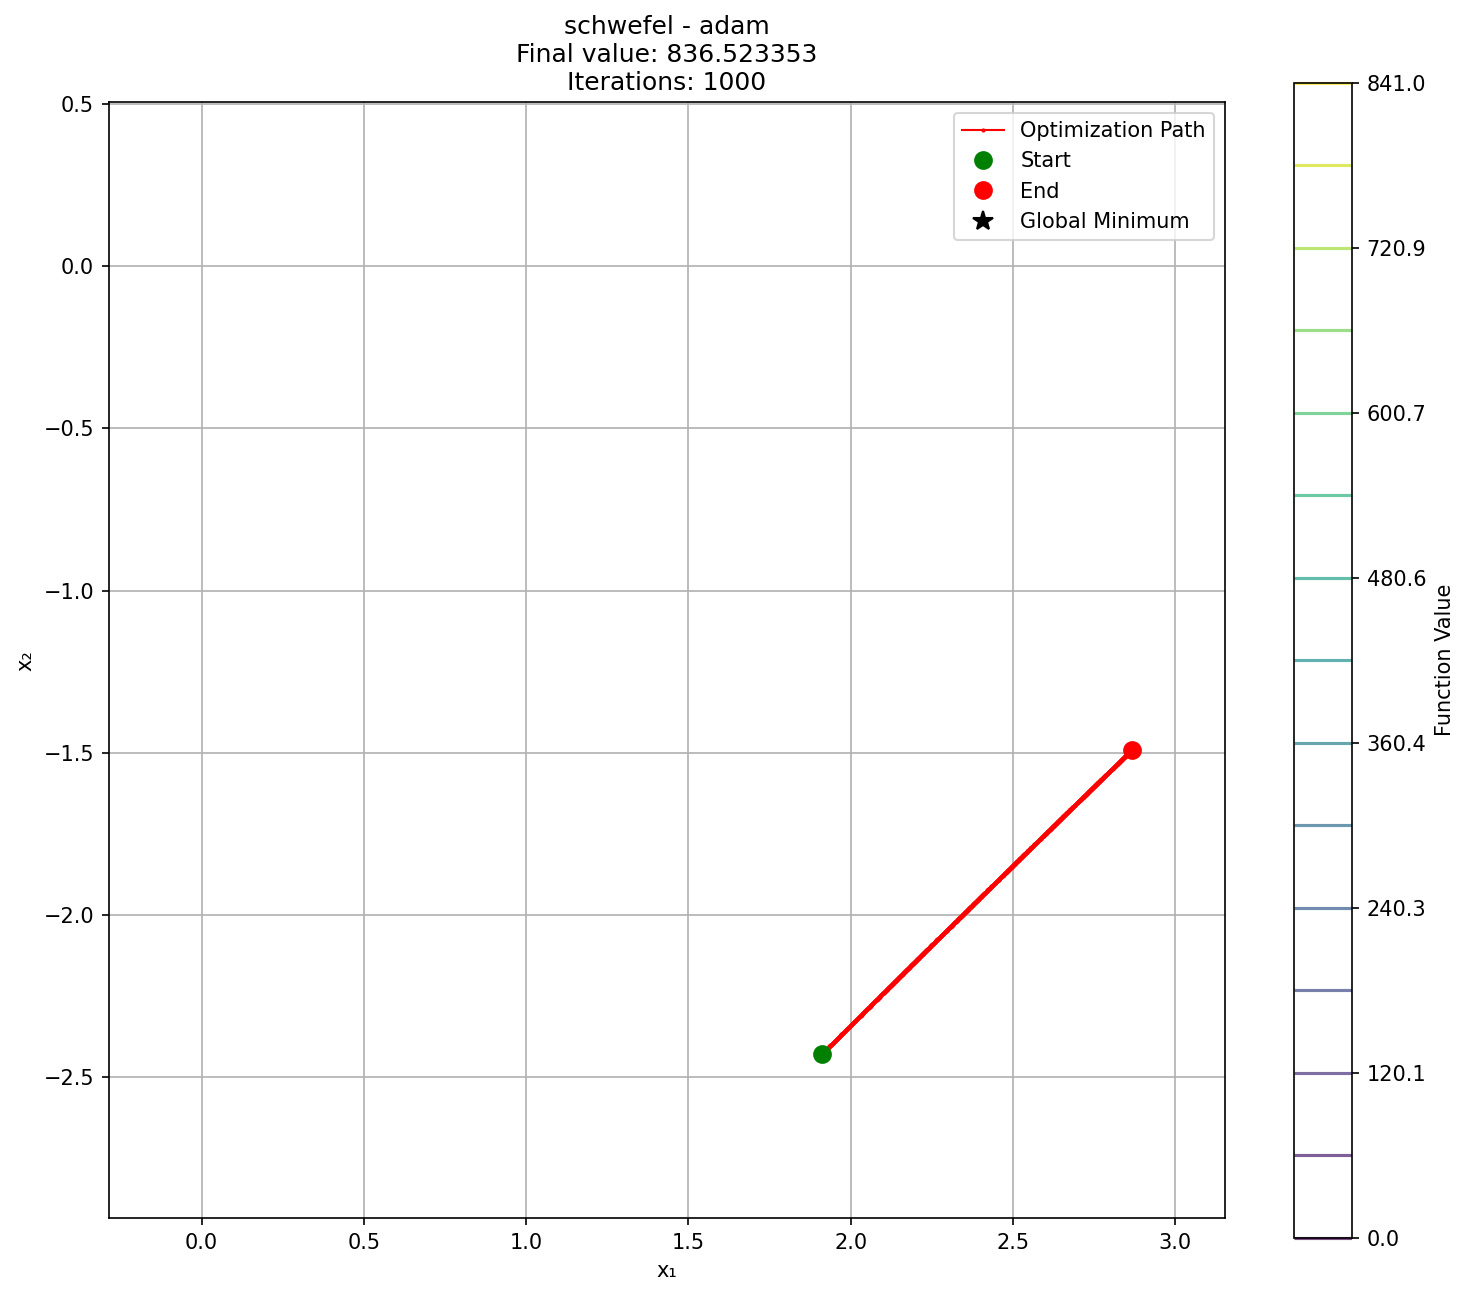 schwefel - adam
Final value: 836.523353
Iterations: 1000
Optimization Path
Start
End
Global Minimum
0.5
0.0
−0.5
−1.0
−1.5
−2.0
−2.5
x₂
0.0
0.5
1.0
1.5
2.0
2.5
3.0
x₁
841.0
720.9
600.7
480.6
360.4
240.3
120.1
0.0
Function Value